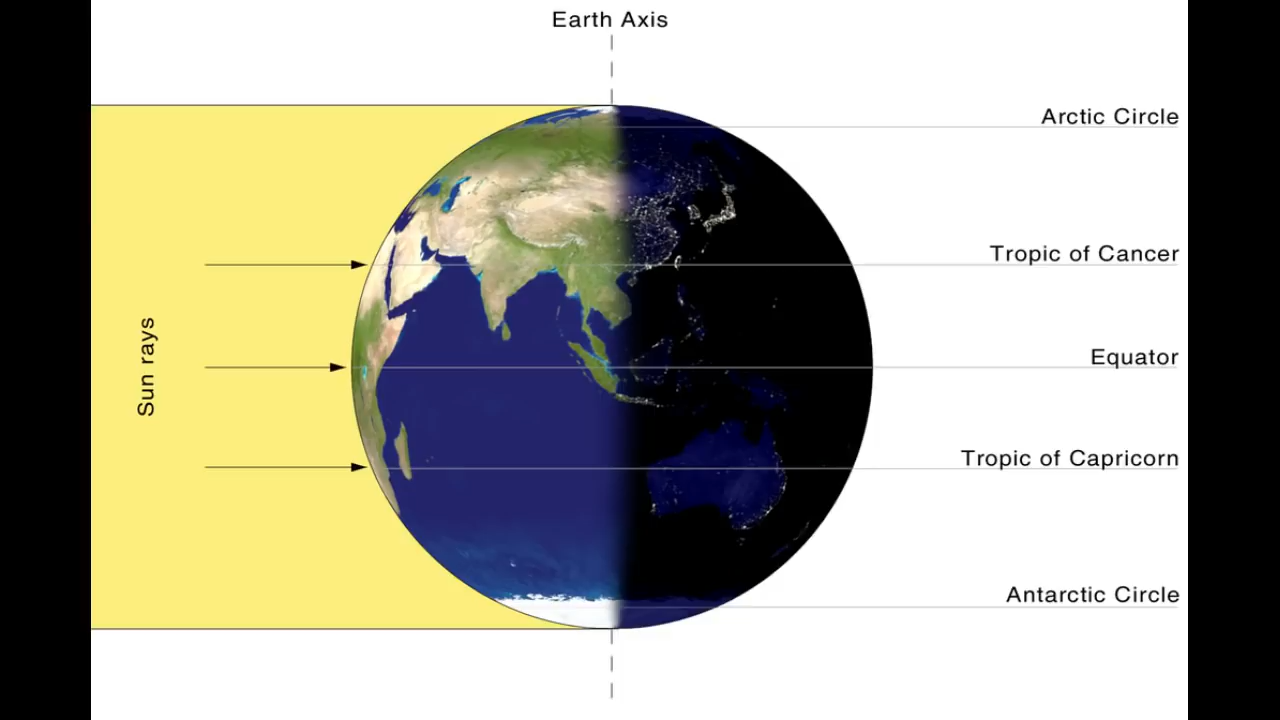 Earth Axis
Arctic Circle
Tropic of Cancer
Sun rays
Equator
Tropic of Capricorn
Antarctic Circle